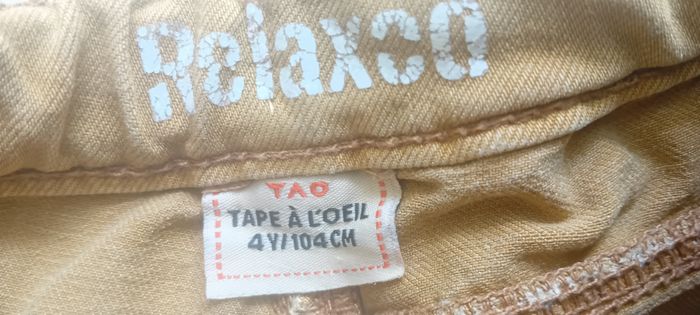 Relaxed
TAO
TAPE À L'OEIL
4Y/104CM